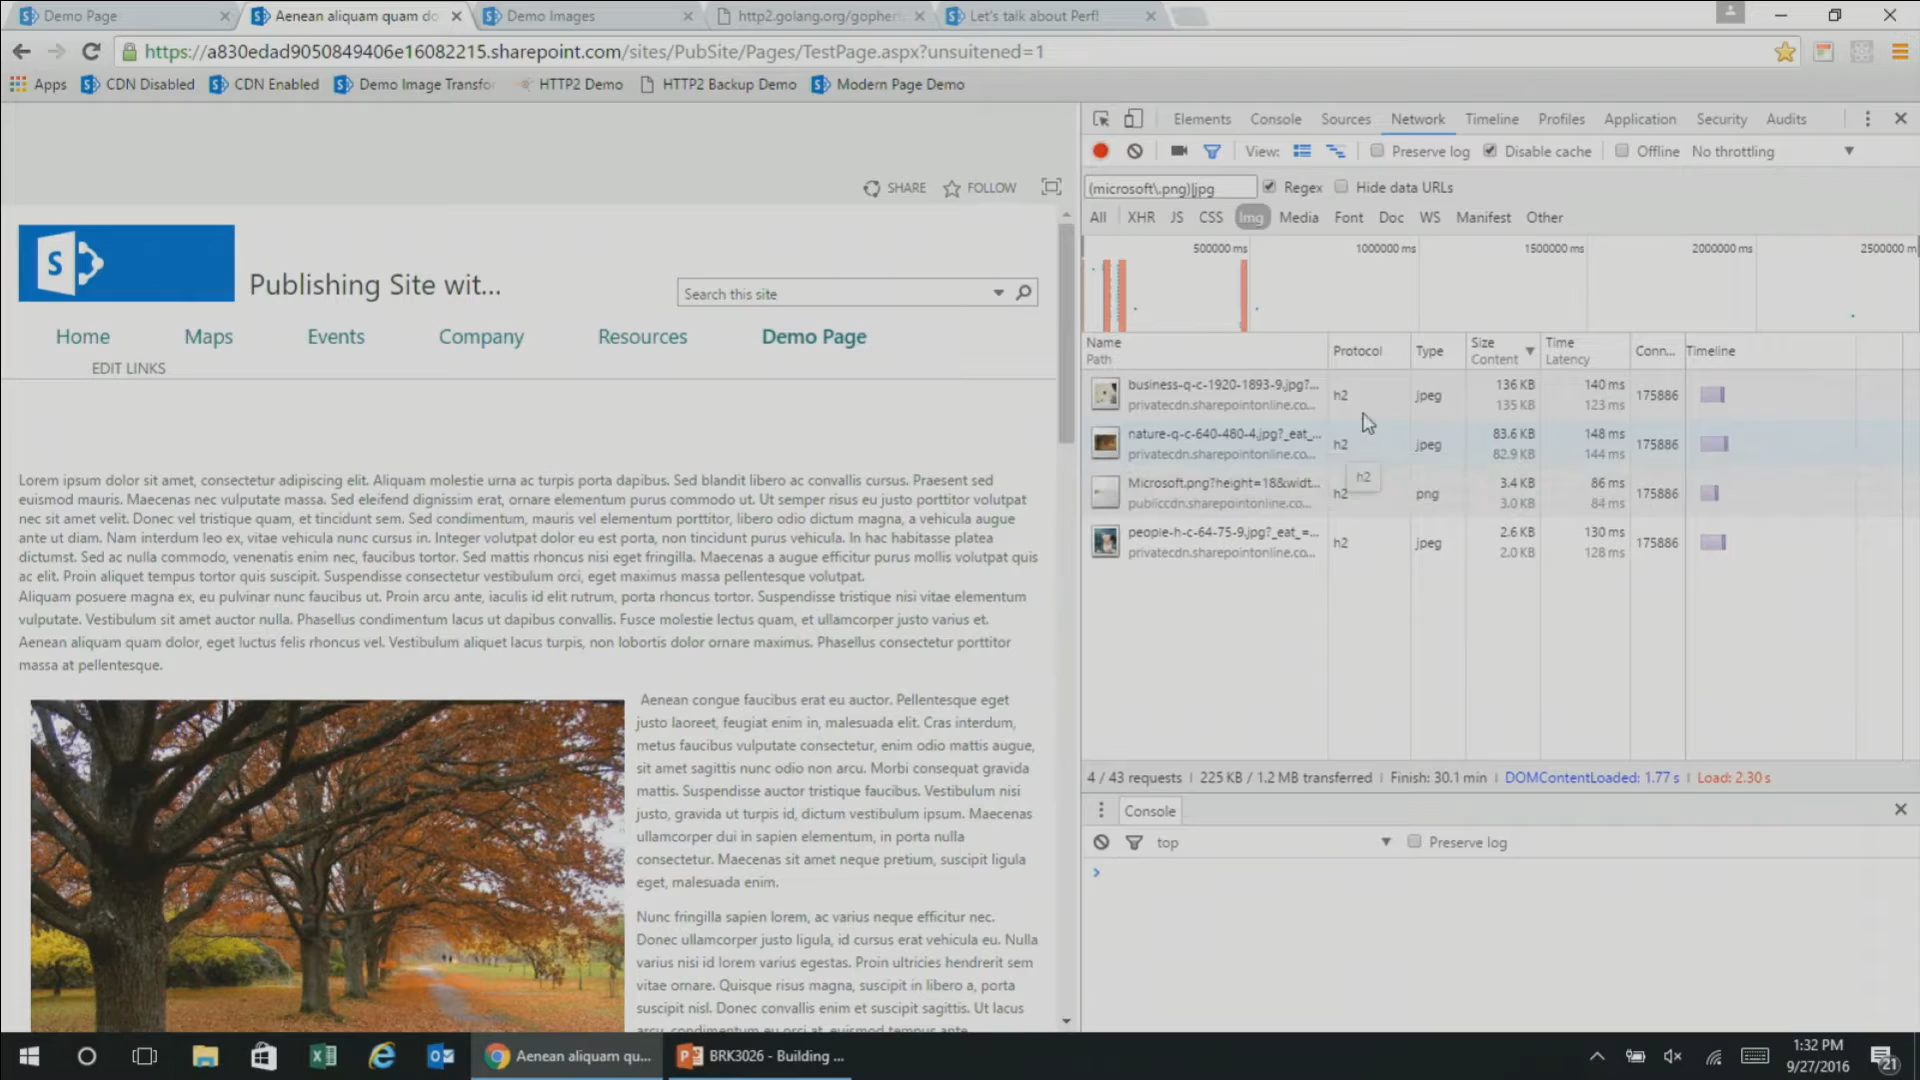 Demo Page
Aenean aliquam quam do
Demo Images
http2.golang.org/gopher
Let's talk about Perf!
https://a830edad9050849406e16082215.sharepoint.com/sites/PubSite/Pages/TestPage.aspx?unsuitened=1
Apps
CDN Disabled
CDN Enabled
Demo Image Transfor
HTTP2 Demo
HTTP2 Backup Demo
Modern Page Demo
SHARE
FOLLOW
S
Publishing Site wit...
Search this site
Home
Maps
Events
Company
Resources
Demo Page
EDIT LINKS
Lorem ipsum dolor sit amet, consectetur adipiscing elit. Aliquam molestie urna ac turpis porta dapibus. Sed blandit libero ac convallis cursus. Praesent sed
euismod mauris. Maecenas nec vulputate massa. Sed eleifend dignissim erat, ornare elementum purus commodo ut. Ut semper risus eu justo porttitor volutpat
nec sit amet velit. Donec vel tristique quam, et tincidunt sem. Sed condimentum, mauris vel elementum porttitor, libero odio dictum magna, a vehicula augue
ante ut diam. Nam interdum leo ex, vitae vehicula nunc cursus in. Integer volutpat dolor eu est porta, non tincidunt purus vehicula. In hac habitasse platea
dictumst. Sed ac nulla commodo, venenatis enim nec, faucibus tortor. Sed mattis rhoncus nisi eget fringilla. Maecenas a augue efficitur purus mollis volutpat quis
ac elit. Proin aliquet tempus tortor quis suscipit. Suspendisse consectetur vestibulum orci, eget maximus massa pellentesque volutpat.
Aliquam posuere magna ex, eu pulvinar nunc faucibus ut. Proin arcu ante, iaculis id elit rutrum, porta rhoncus tortor. Suspendisse tristique nisi vitae elementum
vulputate. Vestibulum sit amet auctor nulla. Phasellus condimentum lacus ut dapibus convallis. Fusce molestie lectus quam, et ullamcorper justo varius et.
Aenean aliquam quam dolor, eget luctus felis rhoncus vel. Vestibulum aliquet lacus turpis, non lobortis dolor ornare maximus. Phasellus consectetur porttitor
massa at pellentesque.
Aenean congue faucibus erat eu auctor. Pellentesque eget
justo laoreet, feugiat enim in, malesuada elit. Cras interdum,
metus faucibus vulputate consectetur, enim odio mattis augue,
sit amet sagittis nunc odio non arcu. Morbi consequat gravida
mattis. Suspendisse auctor tristique faucibus. Vestibulum nisi
justo, gravida ut turpis id, dictum vestibulum ipsum. Maecenas
ullamcorper dui in sapien elementum, in porta nulla
consectetur. Maecenas sit amet neque pretium, suscipit ligula
eget, malesuada enim.
Nunc fringilla sapien lorem, ac varius neque efficitur nec.
Donec ullamcorper justo ligula, id cursus erat vehicula eu. Nulla
varius nisi id lorem varius egestas. Proin ultricies hendrerit sem
vitae ornare. Quisque risus magna, suscipit in libero a, porta
suscipit nisl. Donec convallis enim et suscipit sagittis. Ut lacus
arcu, condimentum eu orci at, euismod tempus ante.
Elements
Console
Sources
Network
Timeline
Profiles
Application
Security
Audits
View:
Preserve log
Disable cache
Offline
No throttling
(microsoft\.png)|jpg
Regex
Hide data URLs
All
XHR
JS
CSS
Img
Media
Font
Doc
WS
Manifest
Other
500000 ms
1000000 ms
1500000 ms
2000000 ms
2500000 m
Name
Path
Protocol
Type
Size
Content
Time
Latency
Conn...
Timeline
business-q-c-1920-1893-9.jpg?...
privatecdn.sharepointonline.co...
h2
jpeg
136 KB
135 KB
140 ms
123 ms
175886
nature-q-c-640-480-4.jpg?_eat_...
privatecdn.sharepointonline.co...
h2
jpeg
83.6 KB
82.9 KB
148 ms
144 ms
175886
h2
Microsoft.png?height=18&widt...
publiccdn.sharepointonline.co...
h2
png
3.4 KB
3.0 KB
86 ms
84 ms
175886
people-h-c-64-75-9.jpg?_eat_=...
privatecdn.sharepointonline.co...
h2
jpeg
2.6 KB
2.0 KB
130 ms
128 ms
175886
4 / 43 requests | 225 KB / 1.2 MB transferred | Finish: 30.1 min | DOMContentLoaded: 1.77 s | Load: 2.30 s
Console
top
Preserve log
Aenean aliquam qu...
BRK3026 - Building ...
1:32 PM
9/27/2016
21